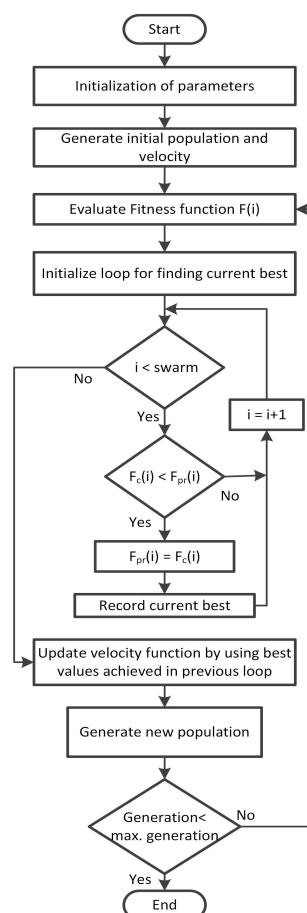 Start
Initialization of parameters
Generate initial population and
velocity
Evaluate Fitness function F(i)
Initialize loop for finding current best
i < swarm
No
Yes
i = i+1
Fc(i) < Fpr(i)
No
Yes
Fpr(i) = Fc(i)
Record current best
Update velocity function by using best
values achieved in previous loop
Generate new population
Generation<
max. generation
No
Yes
End